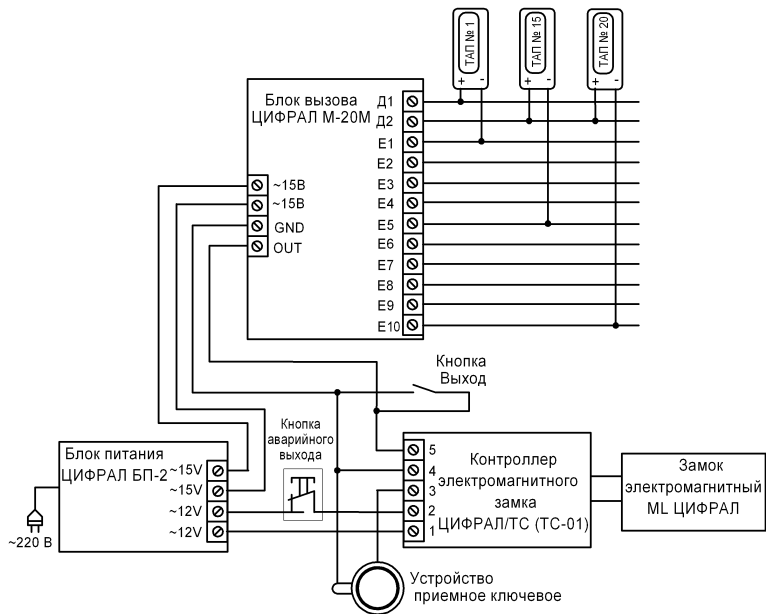 ТАП № 1
ТАП № 15
ТАП № 20
+ -
+ -
+ -
Блок вызова
ЦИФРАЛ М-20М
Д1
Д2
Е1
Е2
Е3
Е4
Е5
Е6
Е7
Е8
Е9
Е10
~15В
~15В
GND
OUT
Кнопка
Выход
Кнопка
аварийного
выхода
Блок питания
ЦИФРАЛ БП-2
~15V
~15V
~12V
~12V
~220 В
5
4
3
2
1
Контроллер
электромагнитного
замка
ЦИФРАЛ/ТС (ТС-01)
Замок
электромагнитный
ML ЦИФРАЛ
Устройство
приемное ключевое